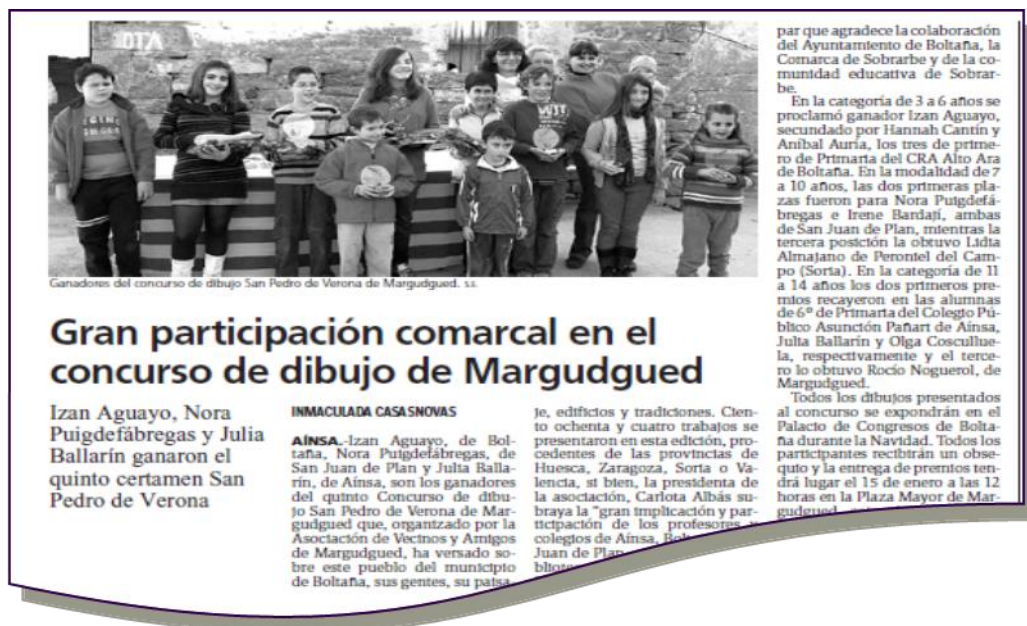 Ganadores del concurso de dibujo San Pedro de Verona de Margudgued. S.E.
Gran participación comarcal en el
concurso de dibujo de Margudgued
Izan Aguayo, Nora
Puigdefábregas y Julia
Ballarín ganaron el
quinto certamen San
Pedro de Verona
INMACULADA CASASNOVAS
AÍNSA.-Izan Aguayo, de Bol-
taña, Nora Puigdefábregas, de
San Juan de Plan y Julia Balla-
rín, de Aínsa, son los ganadores
del quinto Concurso de dibu-
jo San Pedro de Verona de Mar-
gudgued que, organizado por la
Asociación de Vecinos y Amigos
de Margudgued, ha versado so-
bre este pueblo del municipio
de Boltaña, sus gentes, su paisa-
je, edificios y tradiciones. Cien-
to ochenta y cuatro trabajos se
presentaron en esta edición, pro-
cedentes de las provincias de
Huesca, Zaragoza, Soria o Va-
lencia, si bien, la presidenta de
la asociación, Carlota Albás su-
braya la "gran implicación y par-
ticipación de los profesores y
colegios de Aínsa,
Juan de Plan
par que agradece la colaboración
del Ayuntamiento de Boltaña, la
Comarca de Sobrarbe y de la co-
munidad educativa de Sobrar-
be.
En la categoría de 3 a 6 años se
proclamó ganador Izan Aguayo,
secundado por Hannah Cantín y
Aníbal Auría, los tres de prime-
ro de Primaria del CRA Alto Ara
de Boltaña. En la modalidad de 7
a 10 años, las dos primeras pla-
zas fueron para Nora Puigdefá-
bregas e Irene Bardají, ambas
de San Juan de Plan, mientras la
tercera posición la obtuvo Lidia
Almajano de Peroniel del Cam-
po (Soria). En la categoría de 11
a 14 años los dos primeros pre-
mios recayeron en las alumnas
de 6º de Primaria del Colegio Pú-
blico Asunción Pañart de Aínsa,
Julia Ballarín y Olga Coscullue-
la, respectivamente y el terce-
ro lo obtuvo Rocío Noguerol, de
Margudgued.
Todos los dibujos presentados
al concurso se expondrán en el
Palacio de Congresos de Bolta-
ña durante la Navidad. Todos los
participantes recibirán un obse-
quio y la entrega de premios ten-
drá lugar el 15 de enero a las 12
horas en la Plaza Mayor de Mar-
gudgued